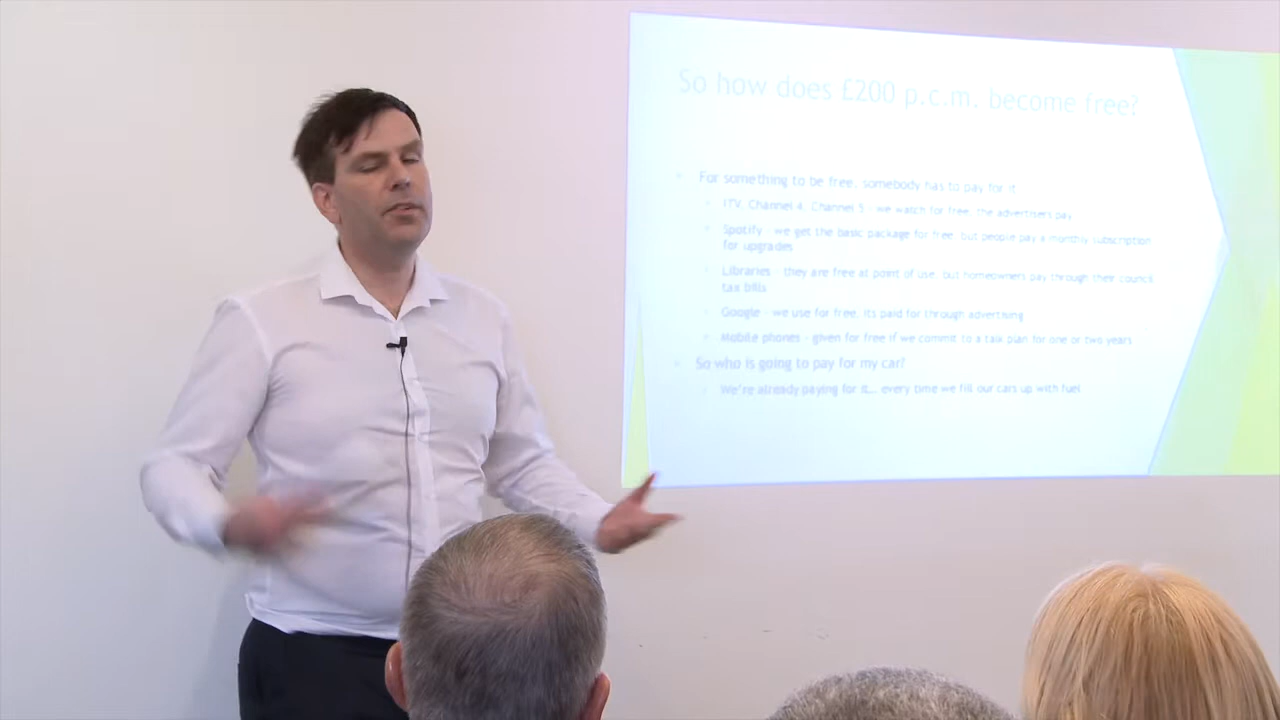 So how does £200 p.c.m. become free?
For something to be free, somebody has to pay for it
ITV, Channel 4, Channel 5 - we watch for free, the advertisers pay
Spotify - we get the basic package for free, but people pay a monthly subscription
for upgrades
Libraries - they are free at point of use, but homeowners pay through their council
tax bills
Google - we use for free, its paid for through advertising
Mobile phones - given for free if we commit to a talk plan for one or two years
So who is going to pay for my car?
We're already paying for it... every time we fill our cars up with fuel